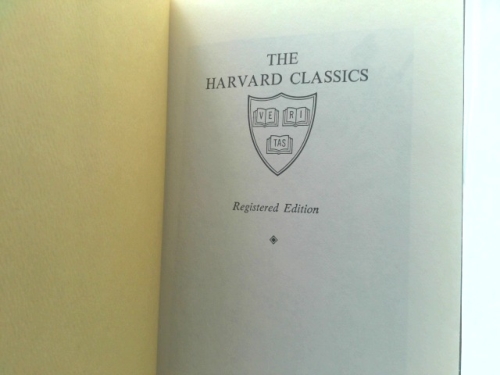 THE
HARVARD CLASSICS
VE RI
TAS
Registered Edition